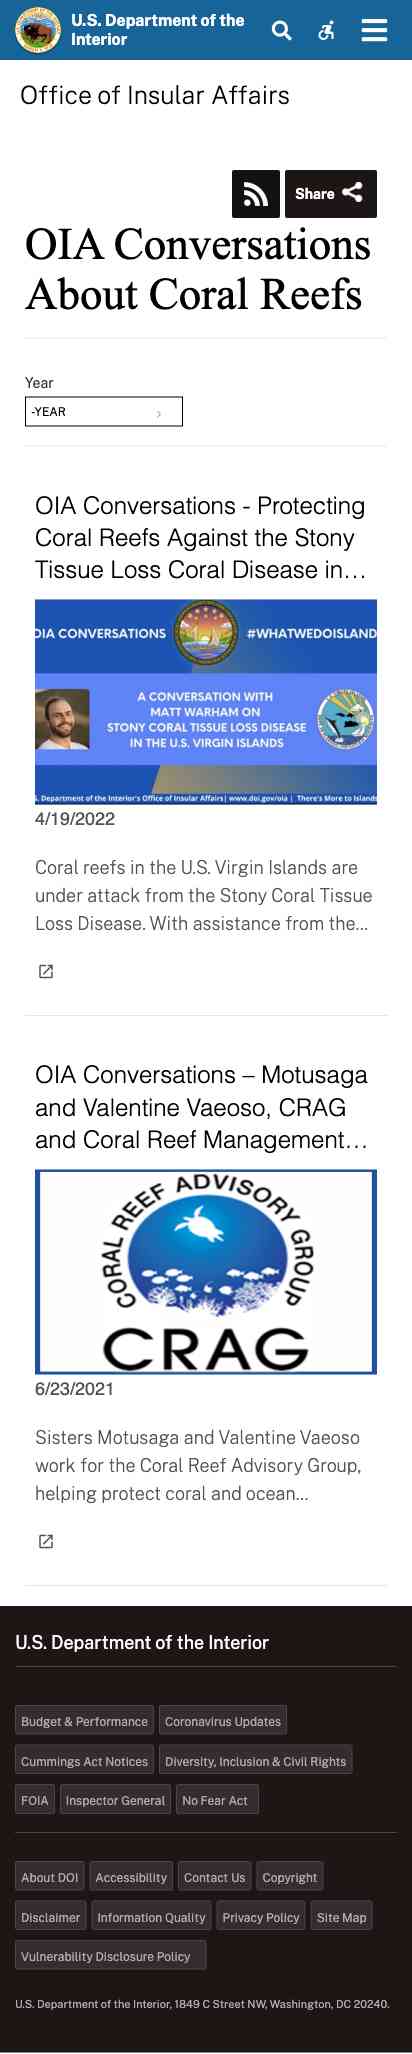 U.S. Department of the
Interior
Office of Insular Affairs
Share
OIA Conversations
About Coral Reefs
Year
-YEAR
OIA Conversations - Protecting
Coral Reefs Against the Stony
Tissue Loss Coral Disease in...
OIA CONVERSATIONS
#WHATWEDOISLAND
A CONVERSATION WITH
MATT WARHAM ON
STONY CORAL TISSUE LOSS DISEASE
IN THE U.S. VIRGIN ISLANDS
. Department of the Interior's Office of Insular Affairs| www.doi.gov/oia | There's More to Islands
4/19/2022
Coral reefs in the U.S. Virgin Islands are
under attack from the Stony Coral Tissue
Loss Disease. With assistance from the...
OIA Conversations – Motusaga
and Valentine Vaeoso, CRAG
and Coral Reef Management...
CORAL REEF ADVISORY GROUP
CRAG
6/23/2021
Sisters Motusaga and Valentine Vaeoso
work for the Coral Reef Advisory Group,
helping protect coral and ocean...
U.S. Department of the Interior
Budget & Performance Coronavirus Updates
Cummings Act Notices Diversity, Inclusion & Civil Rights
FOIA Inspector General No Fear Act
About DOI Accessibility Contact Us Copyright
Disclaimer Information Quality Privacy Policy Site Map
Vulnerability Disclosure Policy
U.S. Department of the Interior, 1849 C Street NW, Washington, DC 20240.